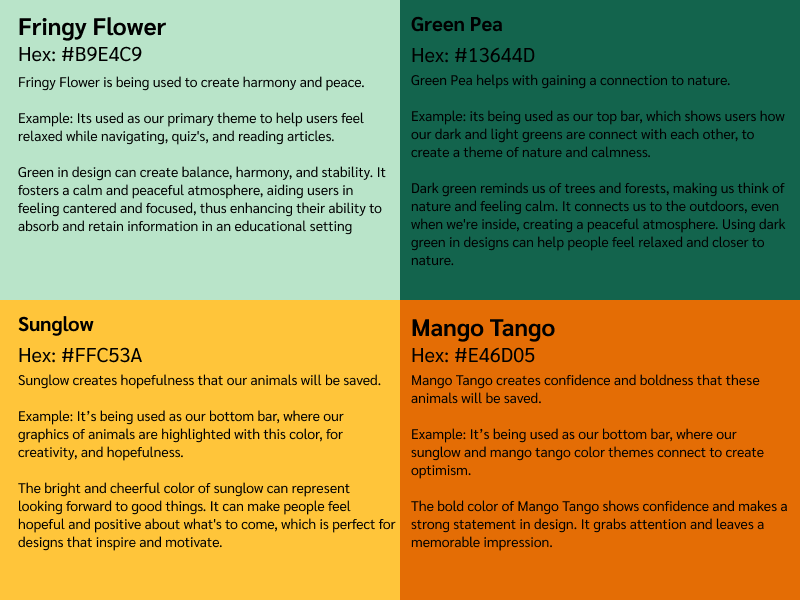 Fringy Flower
Hex: #B9E4C9
Fringy Flower is being used to create harmony and peace.
Example: Its used as our primary theme to help users feel
relaxed while navigating, quiz's, and reading articles.
Green in design can create balance, harmony, and stability. It
fosters a calm and peaceful atmosphere, aiding users in
feeling cantered and focused, thus enhancing their ability to
absorb and retain information in an educational setting
Green Pea
Hex: #13644D
Green Pea helps with gaining a connection to nature.
Example: its being used as our top bar, which shows users how
our dark and light greens are connect with each other, to
create a theme of nature and calmness.
Dark green reminds us of trees and forests, making us think of
nature and feeling calm. It connects us to the outdoors, even
when we're inside, creating a peaceful atmosphere. Using dark
green in designs can help people feel relaxed and closer to
nature.
Sunglow
Hex: #FFC53A
Sunglow creates hopefulness that our animals will be saved.
Example: It’s being used as our bottom bar, where our
graphics of animals are highlighted with this color, for
creativity, and hopefulness.
The bright and cheerful color of sunglow can represent
looking forward to good things. It can make people feel
hopeful and positive about what's to come, which is perfect for
designs that inspire and motivate.
Mango Tango
Hex: #E46D05
Mango Tango creates confidence and boldness that these
animals will be saved.
Example: It’s being used as our bottom bar, where our
sunglow and mango tango color themes connect to create
optimism.
The bold color of Mango Tango shows confidence and makes a
strong statement in design. It grabs attention and leaves a
memorable impression.